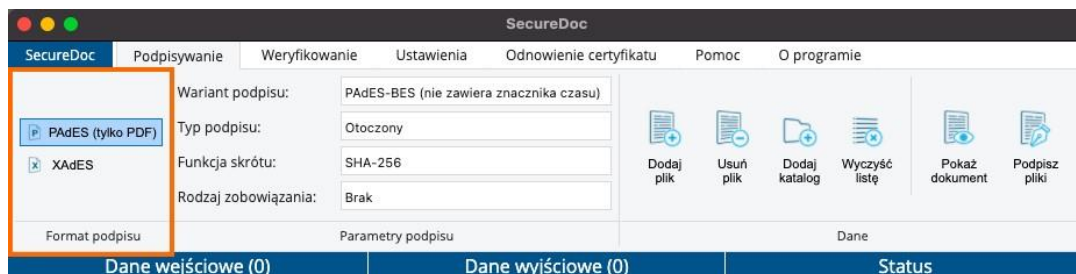 SecureDoc
SecureDoc Podpisywanie Weryfikowanie Ustawienia Odnowienie certyfikatu Pomoc O programie
Wariant podpisu: PAdES-BES (nie zawiera znacznika czasu)
PAdES (tylko PDF) Typ podpisu: Otoczony
XAdES Funkcja skrótu: SHA-256
Rodzaj zobowiązania: Brak
Dodaj plik
Usuń plik
Dodaj katalog
Wyczyść listę
Pokaż dokument
Podpisz pliki
Format podpisu Parametry podpisu Dane
Dane wejściowe (0) Dane wyjściowe (0) Status